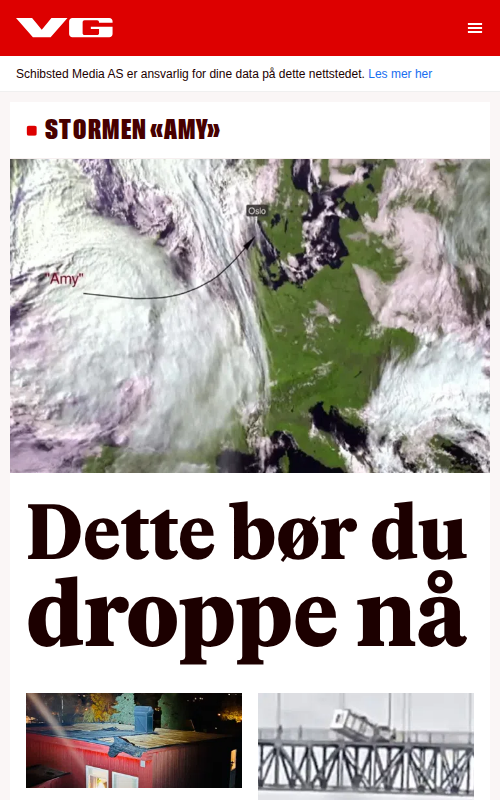 VG
Schibsted Media AS er ansvarlig for dine data på dette nettstedet. Les mer her
STORMEN «AMY»
Oslo
"Amy"
Dette bør du
droppe nå